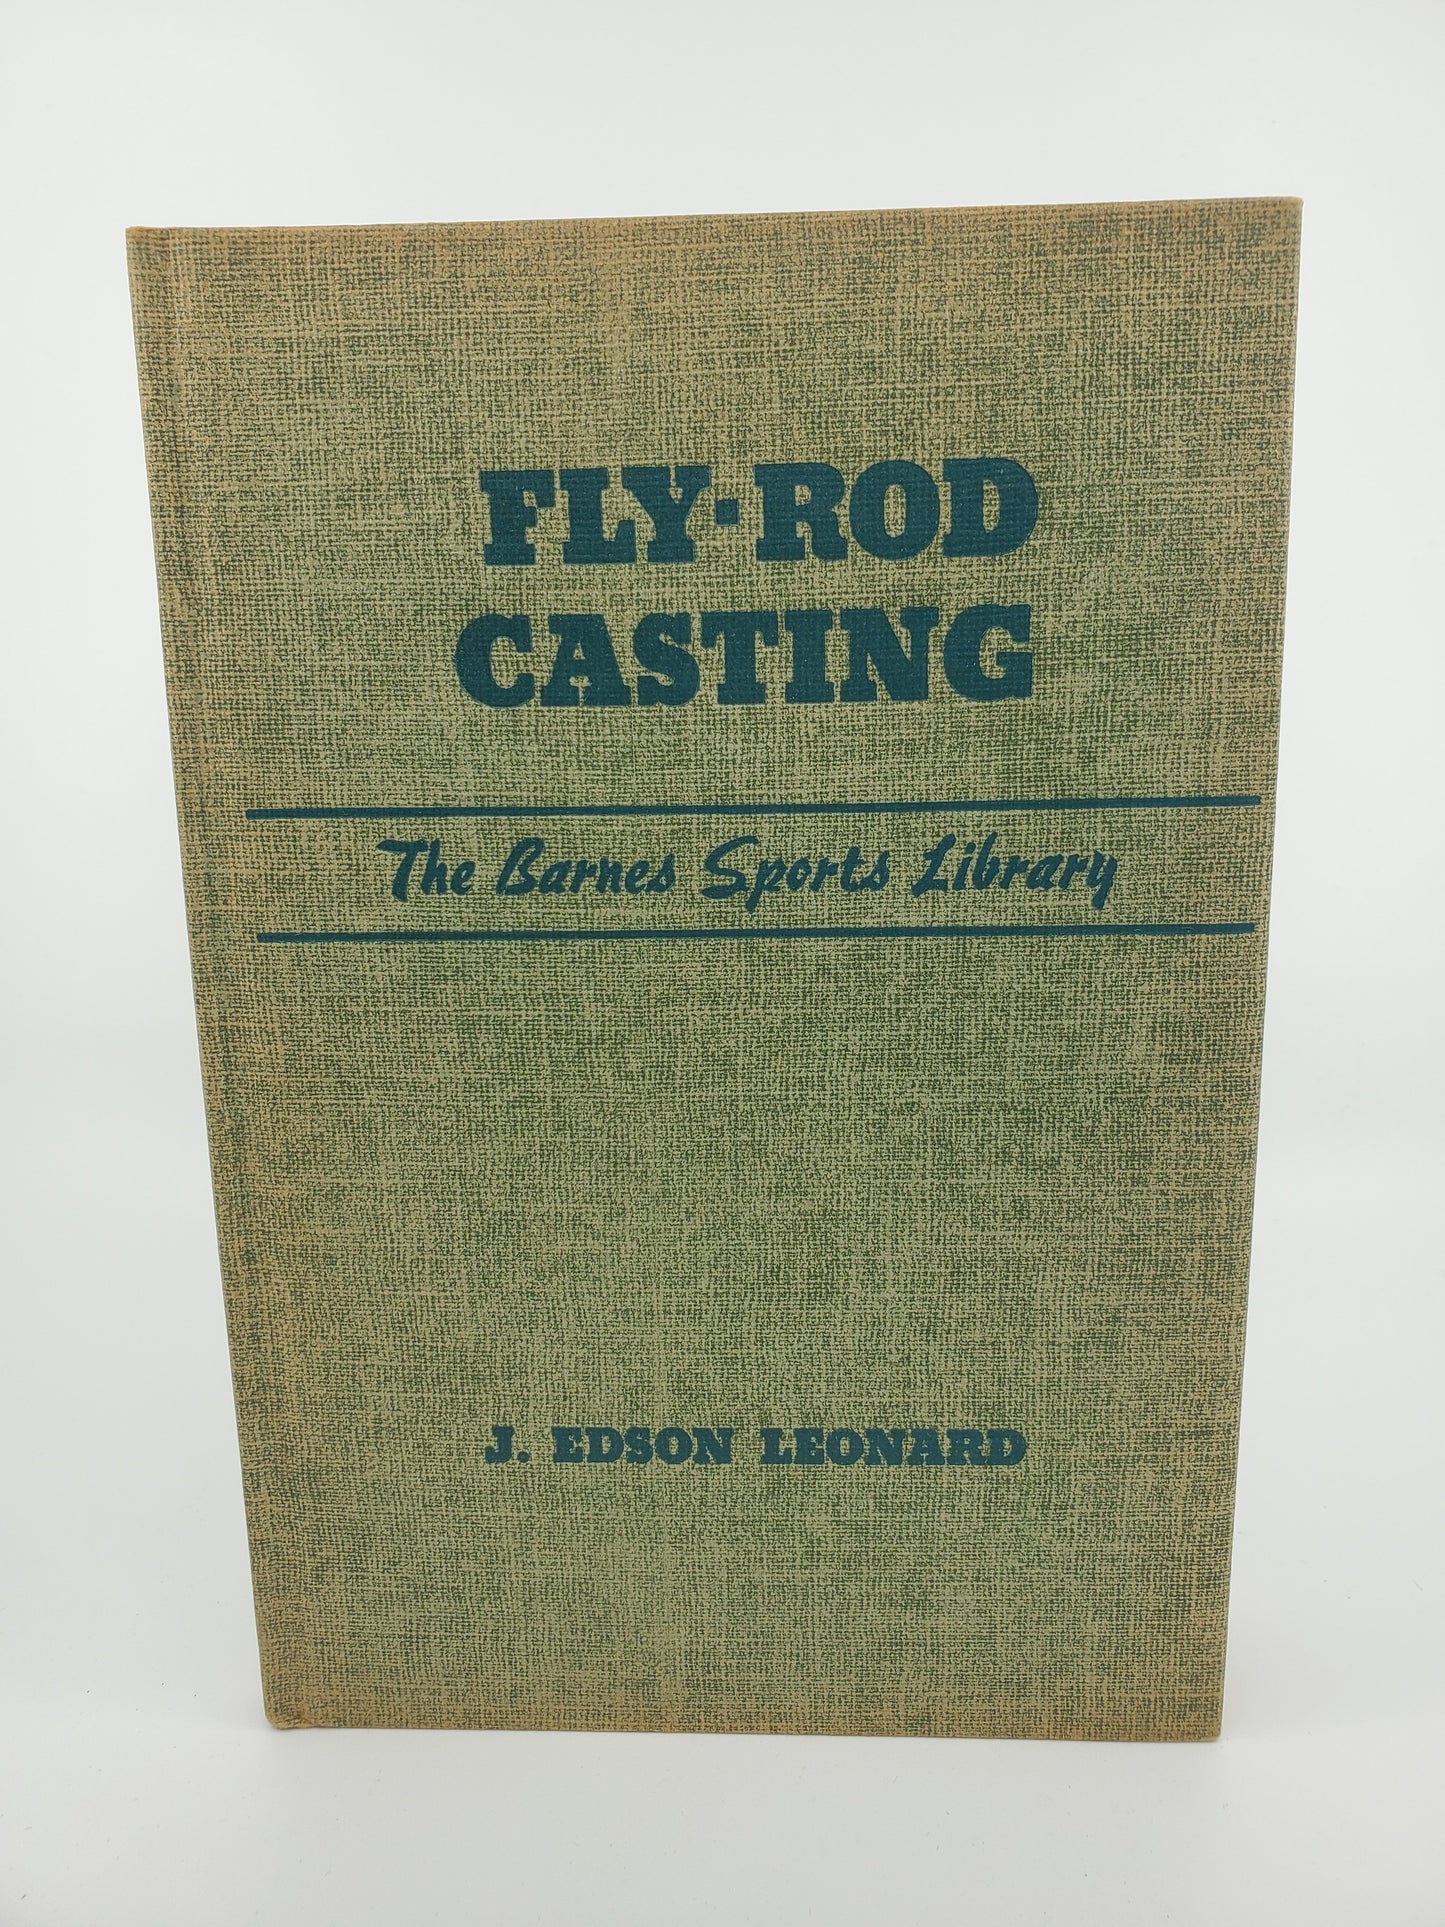 FLY-ROD
CASTING
The Barnes Sports Library
J. EDSON LEONARD